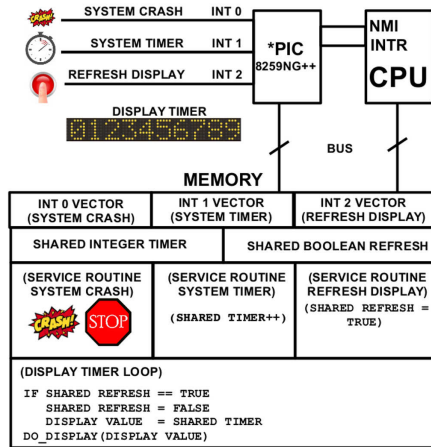 SYSTEM CRASH INT 0
SYSTEM TIMER INT 1
REFRESH DISPLAY INT 2
*PIC
8259NG++
NMI
INTR
CPU
CRASH!
DISPLAY TIMER
0123456789
BUS
MEMORY
INT 0 VECTOR
(SYSTEM CRASH)
INT 1 VECTOR
(SYSTEM TIMER)
INT 2 VECTOR
(REFRESH DISPLAY)
SHARED INTEGER TIMER
SHARED BOOLEAN REFRESH
(SERVICE ROUTINE
SYSTEM CRASH)
CRASH!
STOP
(SERVICE ROUTINE
SYSTEM TIMER)
(SHARED TIMER++)
(SERVICE ROUTINE
REFRESH DISPLAY)
(SHARED REFRESH =
TRUE)
(DISPLAY TIMER LOOP)
IF SHARED REFRESH == TRUE
SHARED REFRESH = FALSE
DISPLAY VALUE = SHARED TIMER
DO_DISPLAY(DISPLAY VALUE)